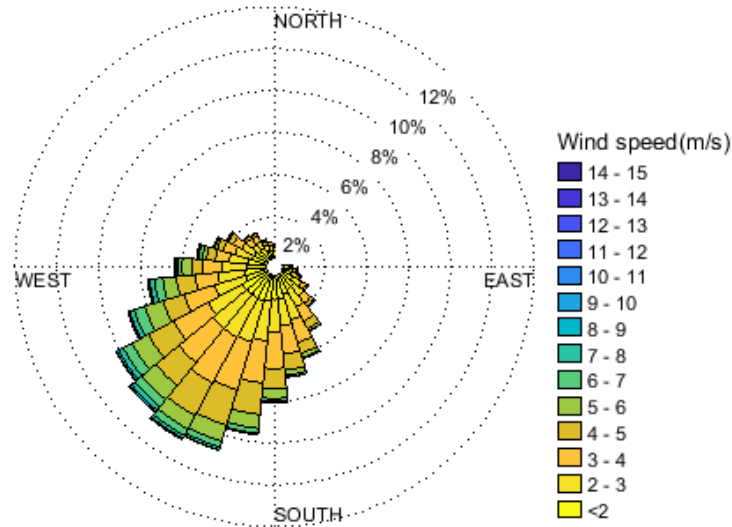 NORTH
12%
10%
8%
6%
4%
2%
WEST
EAST
SOUTH
Wind speed(m/s)
14 - 15
13 - 14
12 - 13
11 - 12
10 - 11
9 - 10
8 - 9
7 - 8
6 - 7
5 - 6
4 - 5
3 - 4
2 - 3
<2